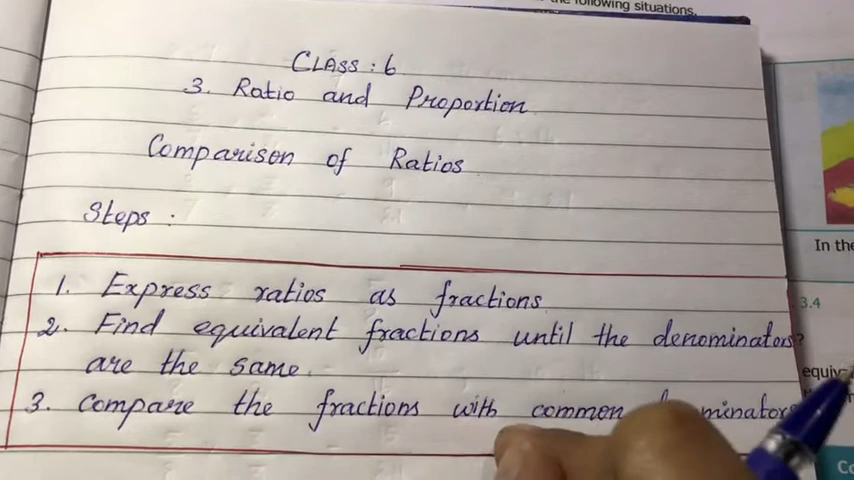 the following situations.
CLASS : 6
3. Ratio and Proportion
Comparison of Ratios
Steps :
1. Express ratios as fractions
2. Find equivalent fractions until the denominators
are the same.
3. Compare the fractions with common
In the
3.4